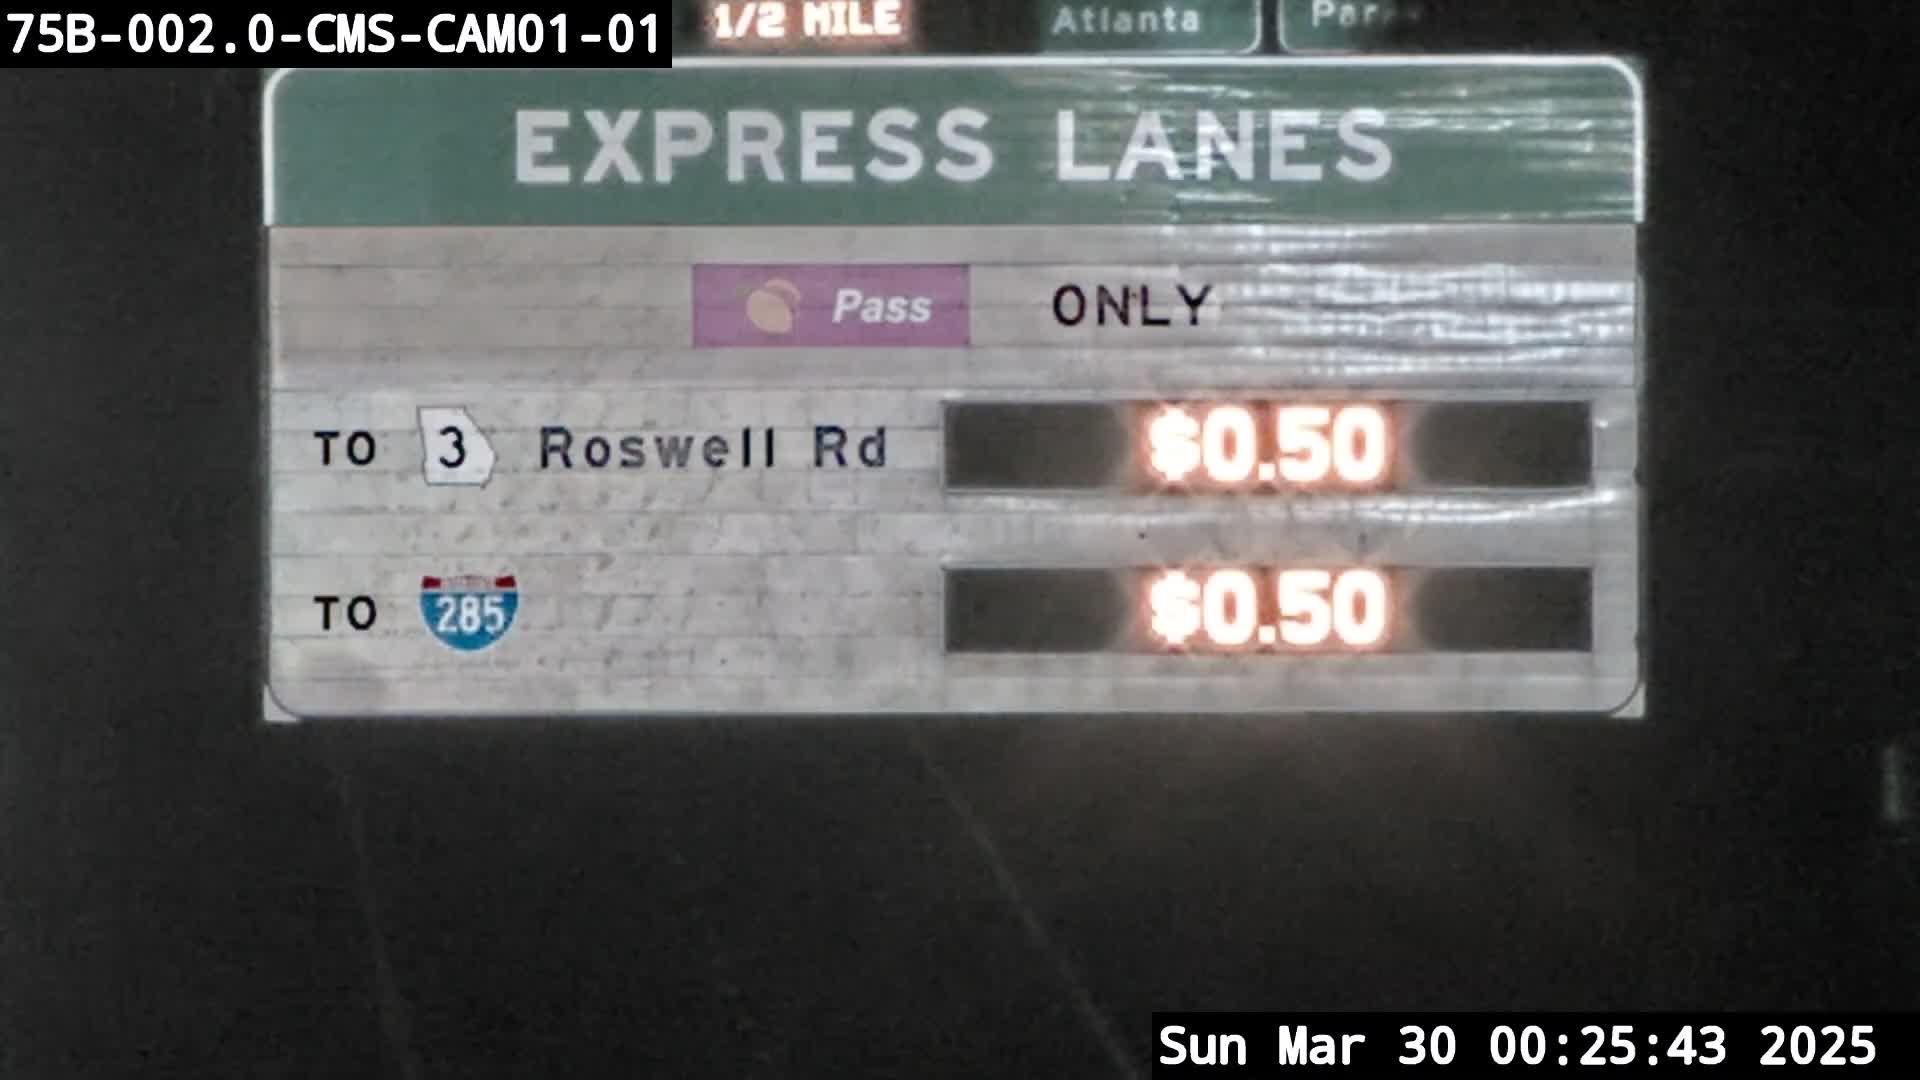 75B-002.0-CMS-CAM01-01
1/2 MILE
Atlanta
EXPRESS LANES
Pass ONLY
TO 3 Roswell Rd $0.50
TO 285 $0.50
Sun Mar 30 00:25:43 2025